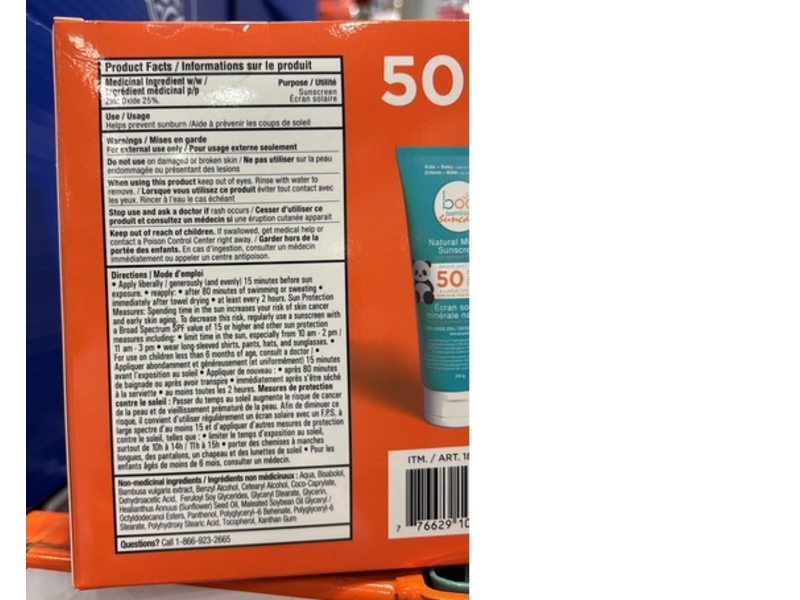 Product Facts / Informations sur le produit
Medicinal Ingredient w/w /
Ingrédient médicinal p/p
Zinc Oxide 25%.
Purpose / Utilité
Sunscreen
Écran solaire
Use / Usage
Helps prevent sunburn /Aide à prévenir les coups de soleil
Warnings / Mises en garde
For external use only / Pour usage externe seulement
Do not use on damaged or broken skin / Ne pas utiliser sur la peau
endommagée ou présentant des lésions
When using this product keep out of eyes. Rinse with water to
remove. / Lorsque vous utilisez ce produit éviter tout contact avec
les yeux. Rincer à l'eau le cas échéant
Stop use and ask a doctor if rash occurs / Cesser d'utiliser ce
produit et consultez un médecin si une éruption cutanée apparait
Keep out of reach of children. If swallowed, get medical help or
contact a Poison Control Center right away. / Garder hors de la
portée des enfants. En cas d'ingestion, consulter un médecin
immédiatement ou appeler un centre antipoison.
Directions / Mode d'emploi
• Apply liberally / generously (and evenly) 15 minutes before sun
exposure. • reapply: • after 80 minutes of swimming or sweating •
immediately after towel drying • at least every 2 hours. Sun Protection
Measures: Spending time in the sun increases your risk of skin cancer
and early skin aging. To decrease this risk, regularly use a sunscreen with
a Broad Spectrum SPF value of 15 or higher and other sun protection
measures including: • limit time in the sun, especially from 10 am - 2 pm /
11 am - 3 pm • wear long-sleeved shirts, pants, hats, and sunglasses. •
For use on children less than 6 months of age, consult a doctor / •
Appliquer abondamment et généreusement (et uniformément) 15 minutes
avant l'exposition au soleil • Appliquer de nouveau : • après 80 minutes
de baignade ou après avoir transpire • immédiatement après s'être séché
à la serviette • au moins toutes les 2 heures. Mesures de protection
contre le soleil : Passer du temps au soleil augmente le risque de cancer
de la peau et de vieillissement prématuré de la peau. Afin de diminuer ce
risque, il convient d'utiliser régulièrement un écran solaire avec un F.P.S. à
large spectre d'au moins 15 et d'appliquer d'autres mesures de protection
contre le soleil, telles que : • limiter le temps d'exposition au soleil,
surtout de 10h à 14h / 11h à 15h • porter des chemises à manches
longues, des pantalons, un chapeau et des lunettes de soleil • Pour les
enfants âgés de moins de 6 mois, consulter un médecin.
Non-medicinal ingredients / Ingrédients non médicinaux : Aqua, Bisabolol,
Bambusa vulgaris extract, Benzyl Alcohol, Cetearyl Alcohol, Coco-Caprylate,
Dehydroacetic Acid, Feruloyl Soy Glycerides, Glyceryl Stearate, Glycerin,
Healianthus Annuus (Sunflower) Seed Oil, Maleated Soybean Oil Glyceryl /
Octyldodecanol Esters, Panthenol, Polyglyceryl-6 Behenate, Polyglyceryl-6
Stearate, Polyhydroxy Stearic Acid, Tocopherol, Xanthan Gum
Questions? Call 1-866-923-2665
50
Kids + Baby
Enfants + Bébé
boo
bamboo
suncare
Natural Mi
Sunscre
50
Écran so
minérale na
ITM. / ART. 18
7 76629 10